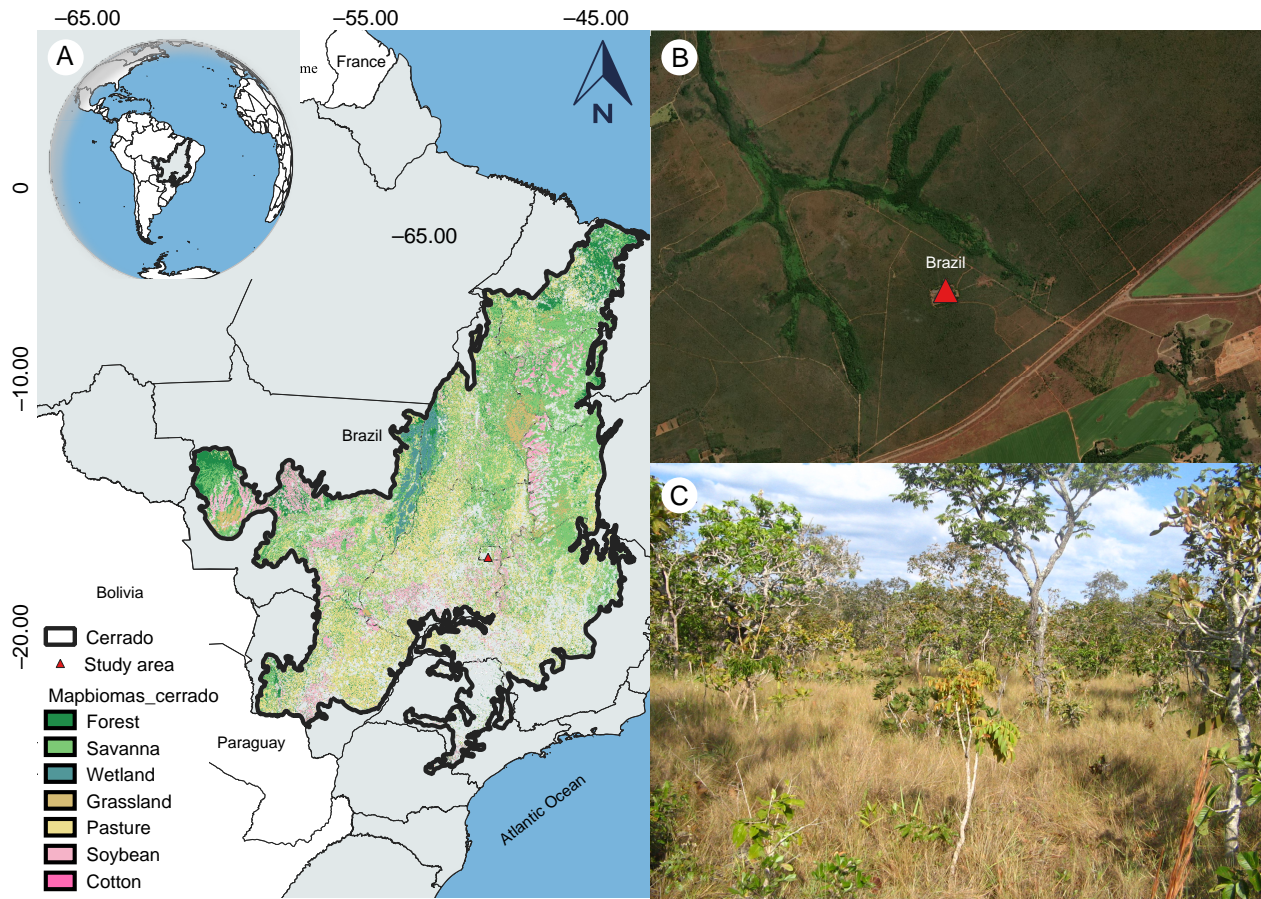 −65.00 −55.00 −45.00
A
me
France
N
B
0
−65.00
Brazil
−10.00
Brazil
C
Bolivia
−20.00
Cerrado
Study area
Mapbiomas_cerrado
Forest
Savanna
Wetland
Paraguay
Grassland
Pasture
Soybean
Cotton
Atlantic Ocean